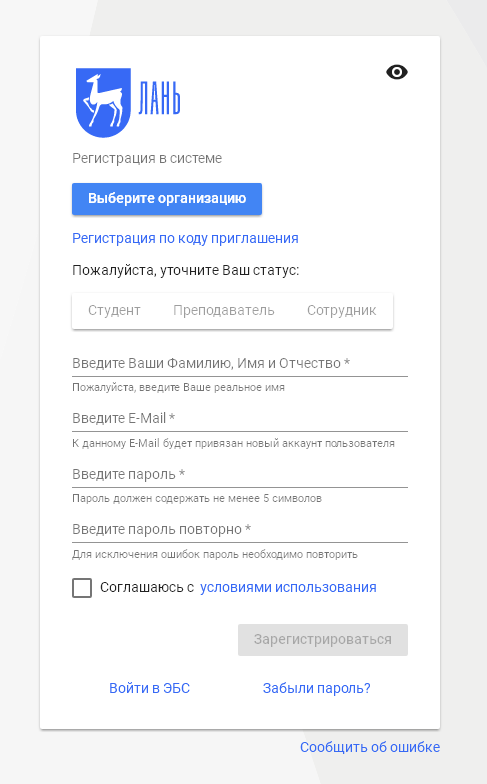 ЛАНЬ
Регистрация в системе
Выберите организацию
Регистрация по коду приглашения
Пожалуйста, уточните Ваш статус:
Студент Преподаватель Сотрудник
Введите Ваши Фамилию, Имя и Отчество *
Пожалуйста, введите Ваше реальное имя
Введите E-Mail *
К данному E-Mail будет привязан новый аккаунт пользователя
Введите пароль *
Пароль должен содержать не менее 5 символов
Введите пароль повторно *
Для исключения ошибок пароль необходимо повторить
Соглашаюсь с условиями использования
Зарегистрироваться
Войти в ЭБС Забыли пароль?
Сообщить об ошибке